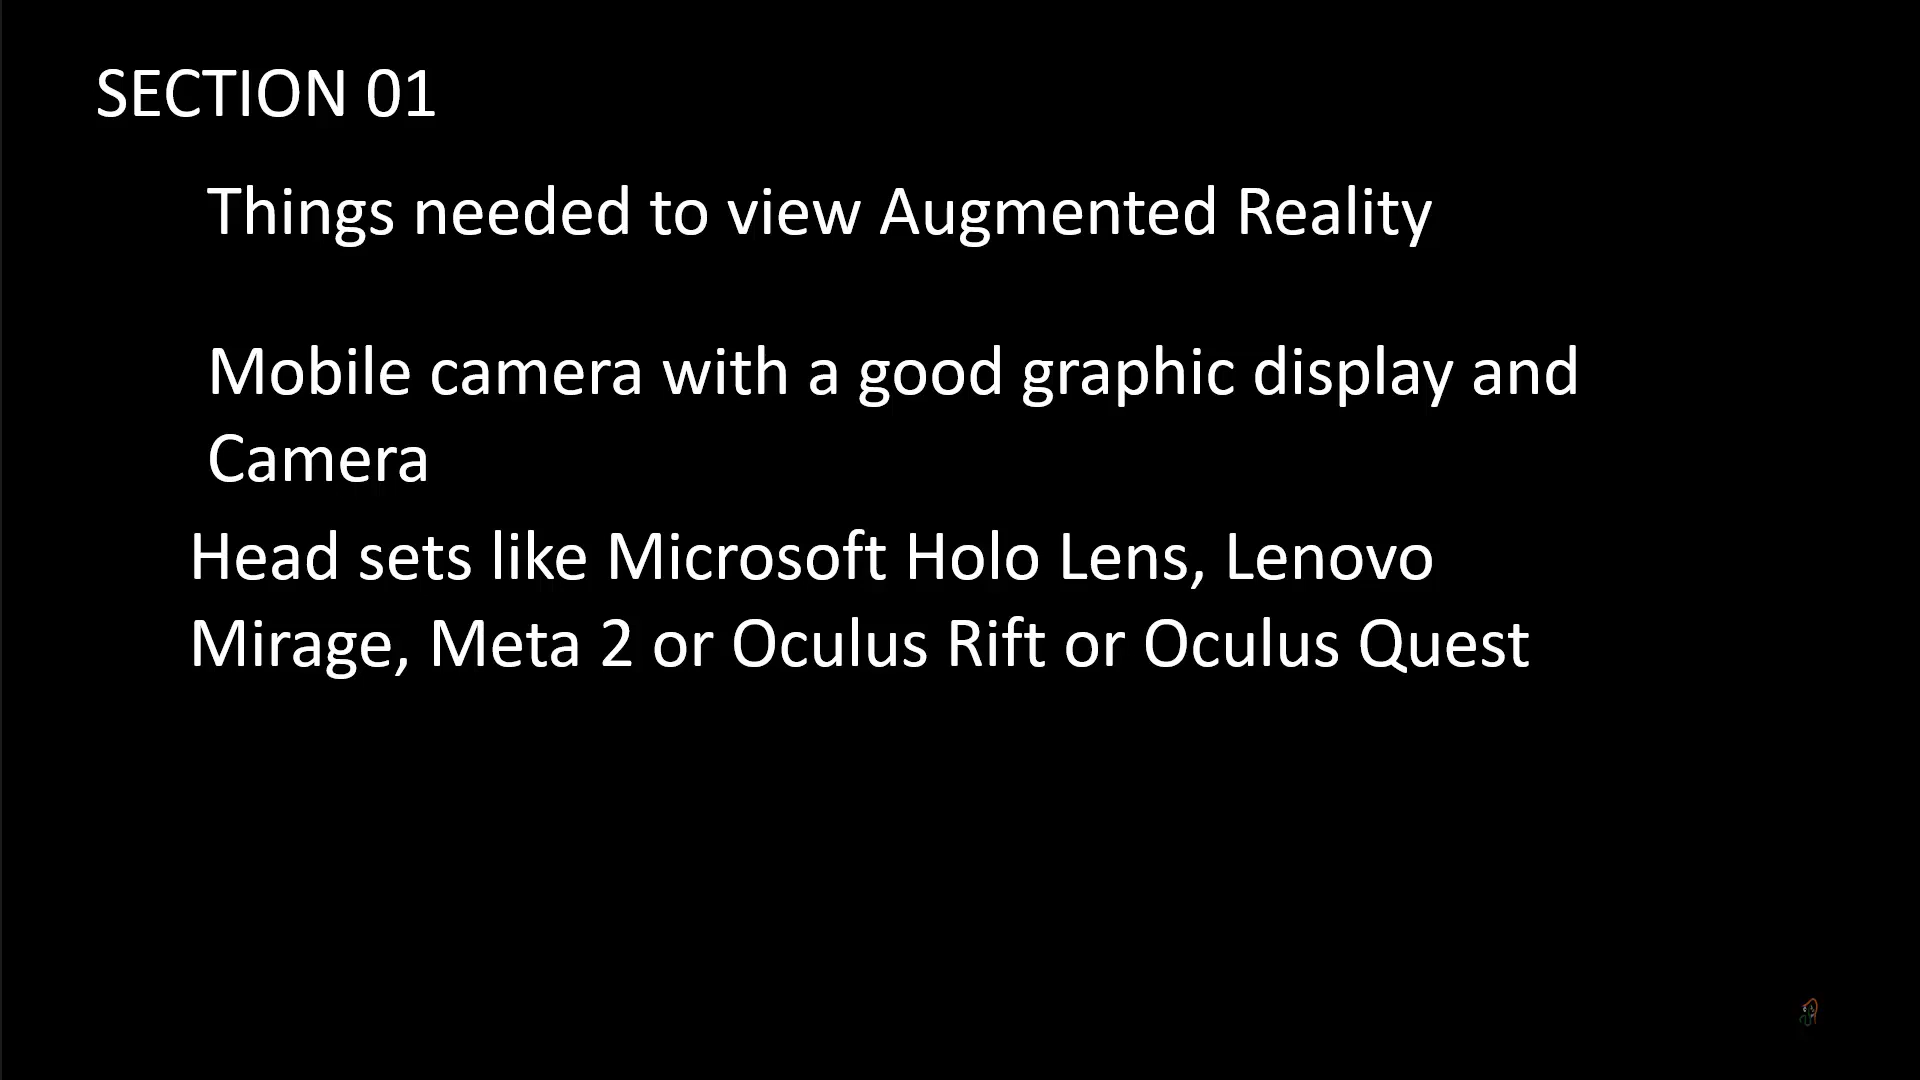 SECTION 01
Things needed to view Augmented Reality
Mobile camera with a good graphic display and
Camera
Head sets like Microsoft Holo Lens, Lenovo
Mirage, Meta 2 or Oculus Rift or Oculus Quest